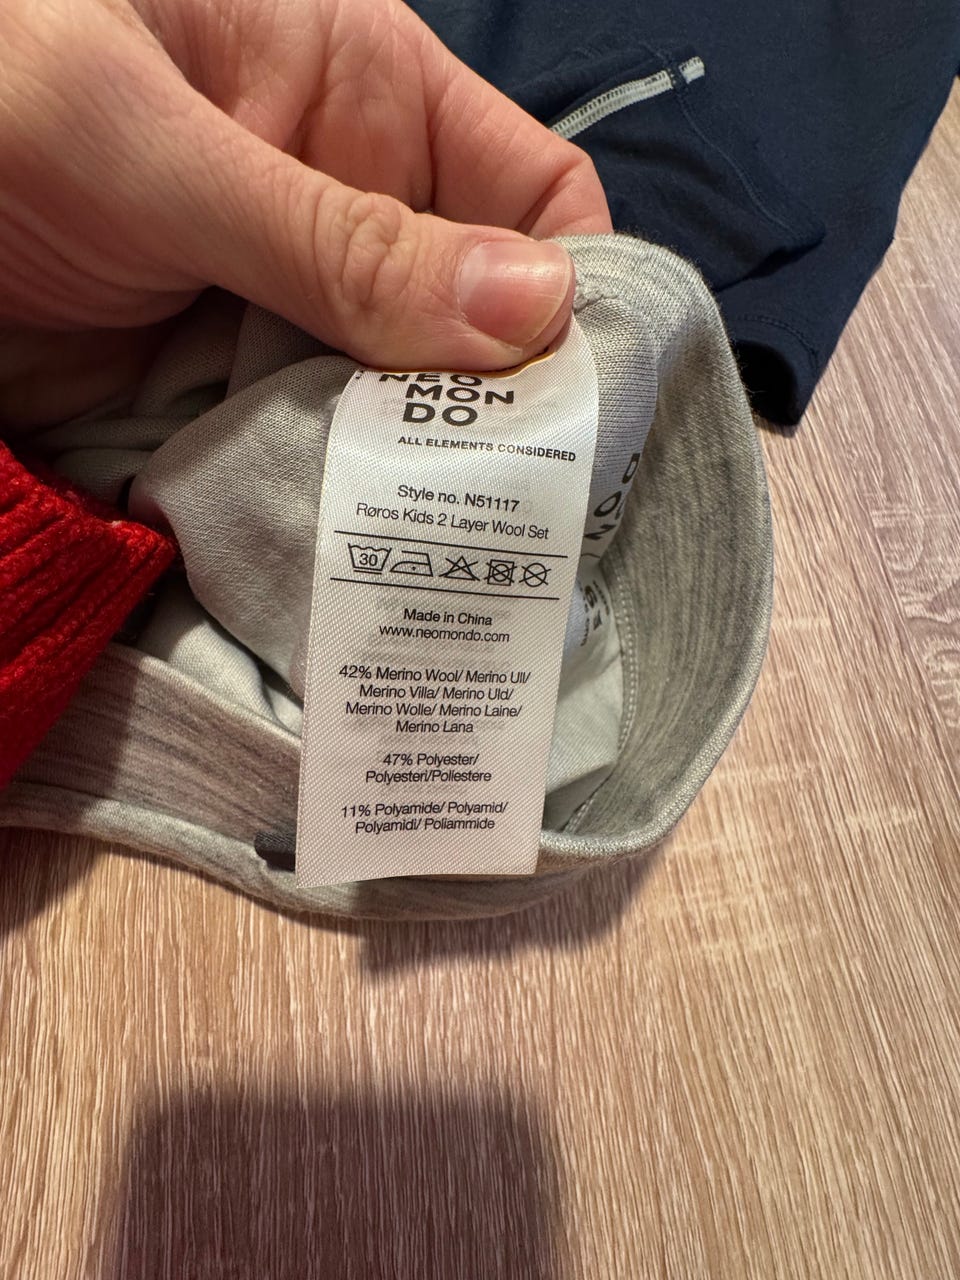 NEO
MON
DO
ALL ELEMENTS CONSIDERED
Style no. N51117
Røros Kids 2 Layer Wool Set
30
Made in China
www.neomondo.com
42% Merino Wool/ Merino Ull/
Merino Villa/ Merino Uld/
Merino Wolle/ Merino Laine/
Merino Lana
47% Polyester/
Polyesteri/Poliestere
11% Polyamide/ Polyamid/
Polyamidi/ Poliammide